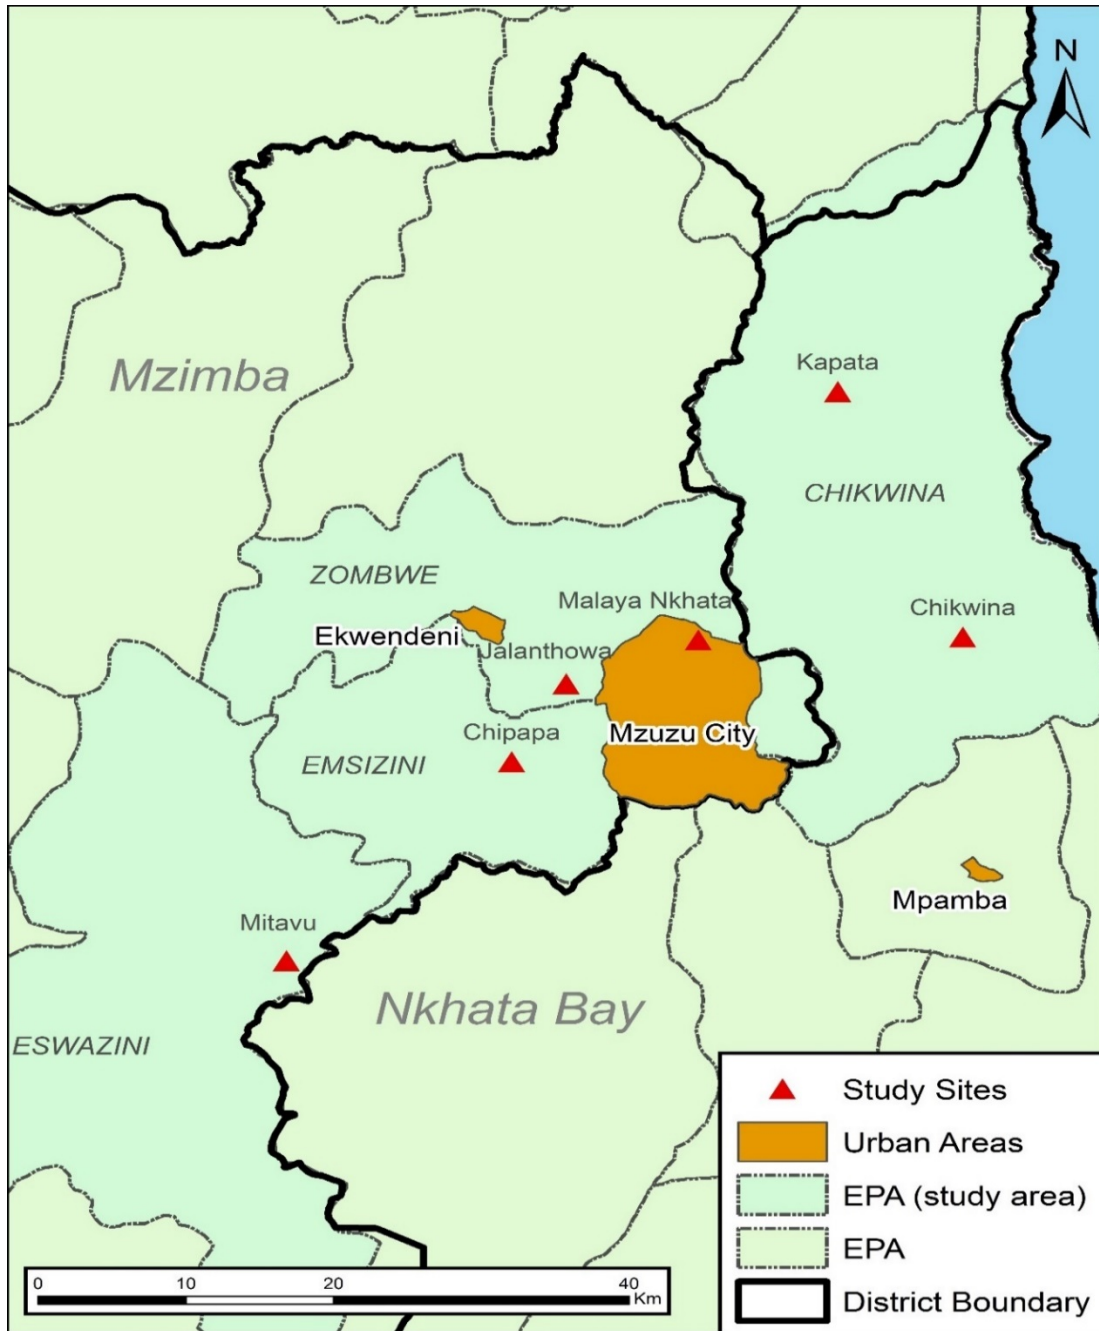 N
Kapata
Mzimba
CHIKWINA
ZOMBWE
Malaya Nkhata
Chikwina
Ekwendeni
Jalanthowa
Chipapa
Mzuzu City
EMSIZINI
Mpamba
Mitavu
Nkhata Bay
ESWAZINI
Study Sites
Urban Areas
EPA (study area)
EPA
District Boundary
0 10 20 40
Km